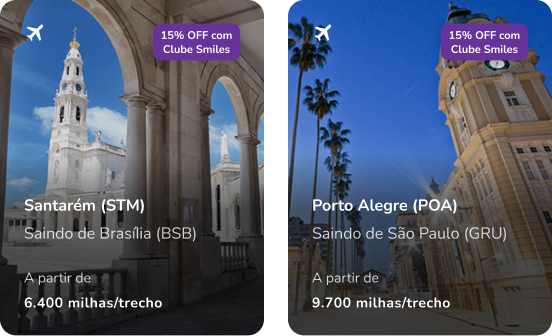 15% OFF com
Clube Smiles
Santarém (STM)
Saindo de Brasília (BSB)
A partir de
6.400 milhas/trecho
15% OFF com
Clube Smiles
Porto Alegre (POA)
Saindo de São Paulo (GRU)
A partir de
9.700 milhas/trecho